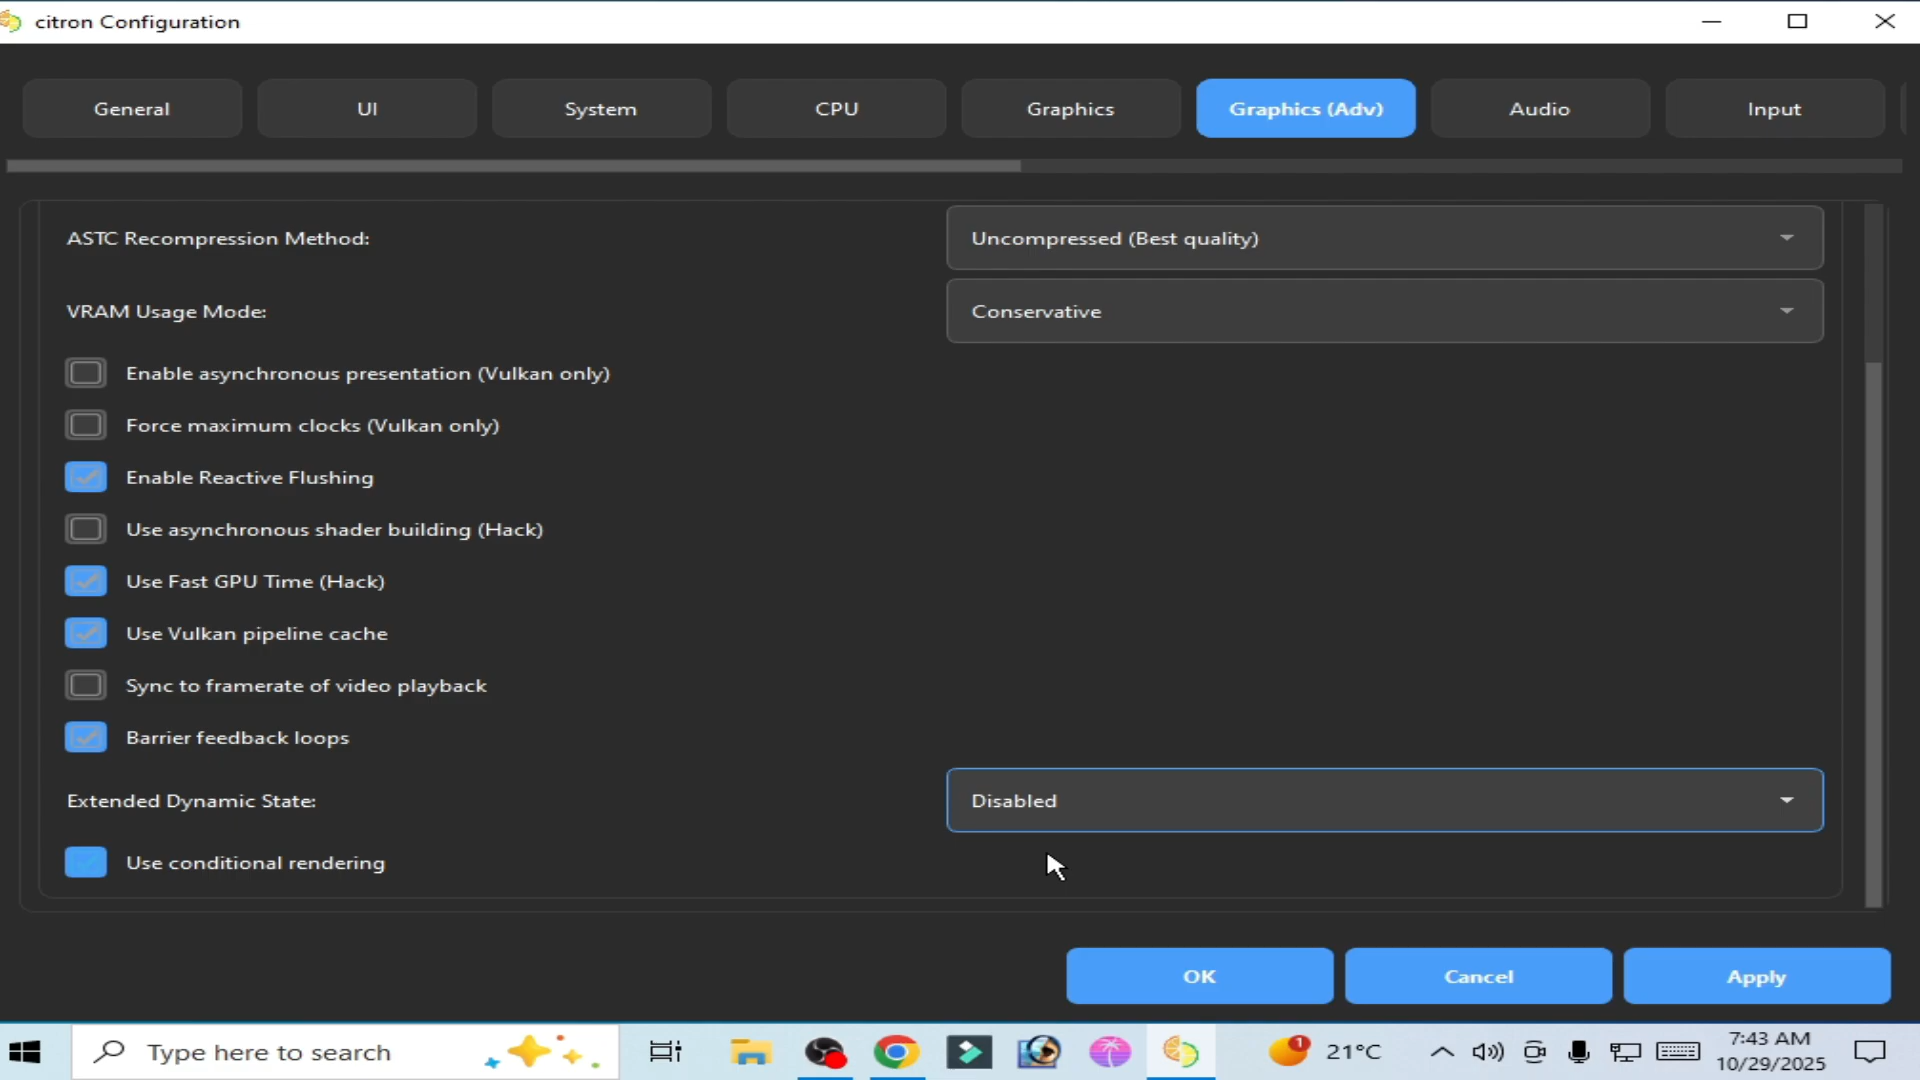 citron Configuration
General
UI
System
CPU
Graphics
Graphics (Adv)
Audio
Input
ASTC Recompression Method:
Uncompressed (Best quality)
VRAM Usage Mode:
Conservative
Enable asynchronous presentation (Vulkan only)
Force maximum clocks (Vulkan only)
Enable Reactive Flushing
Use asynchronous shader building (Hack)
Use Fast GPU Time (Hack)
Use Vulkan pipeline cache
Sync to framerate of video playback
Barrier feedback loops
Extended Dynamic State:
Disabled
Use conditional rendering
OK
Cancel
Apply
Type here to search
1
21°C
7:43 AM
10/29/2025